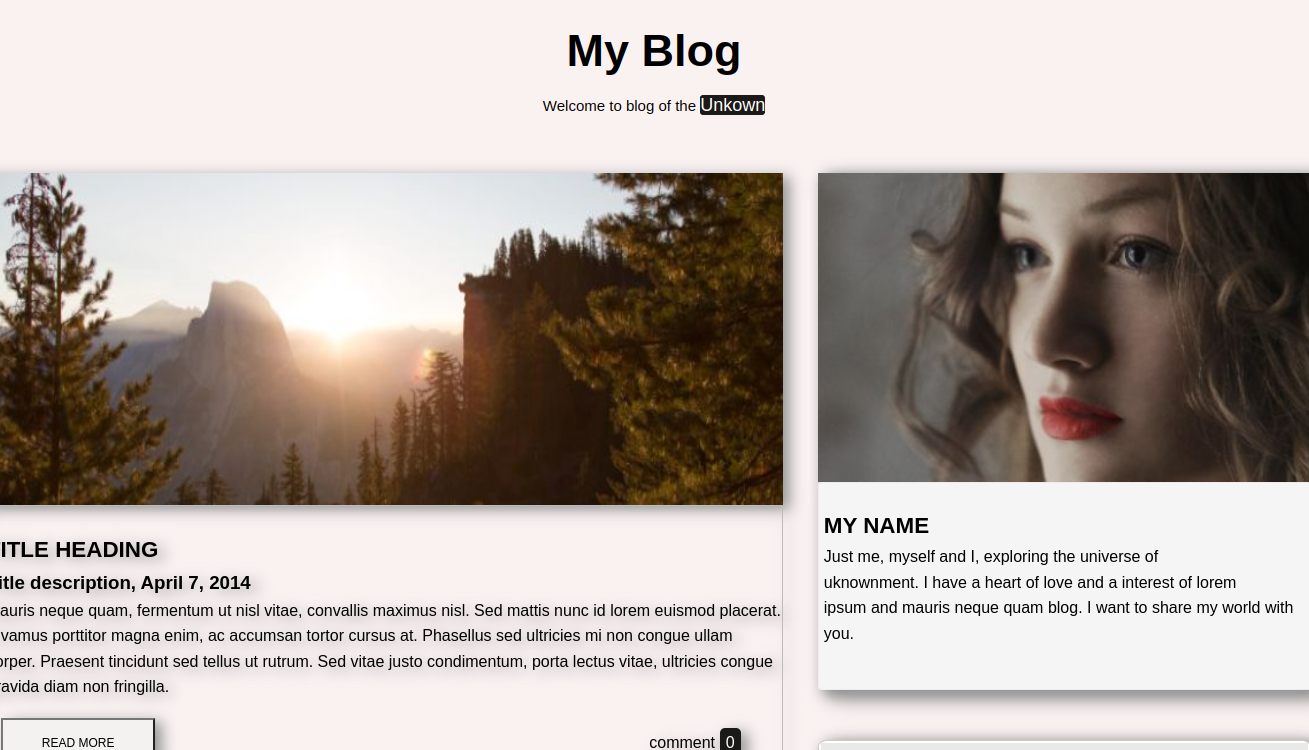 My Blog
Welcome to blog of the Unkown
ITLE HEADING
itle description, April 7, 2014
auris neque quam, fermentum ut nisl vitae, convallis maximus nisl. Sed mattis nunc id lorem euismod placerat.
vamus porttitor magna enim, ac accumsan tortor cursus at. Phasellus sed ultricies mi non congue ullam
orper. Praesent tincidunt sed tellus ut rutrum. Sed vitae justo condimentum, porta lectus vitae, ultricies congue
ravida diam non fringilla.
READ MORE
comment 0
MY NAME
Just me, myself and I, exploring the universe of
uknownment. I have a heart of love and a interest of lorem
ipsum and mauris neque quam blog. I want to share my world with
you.